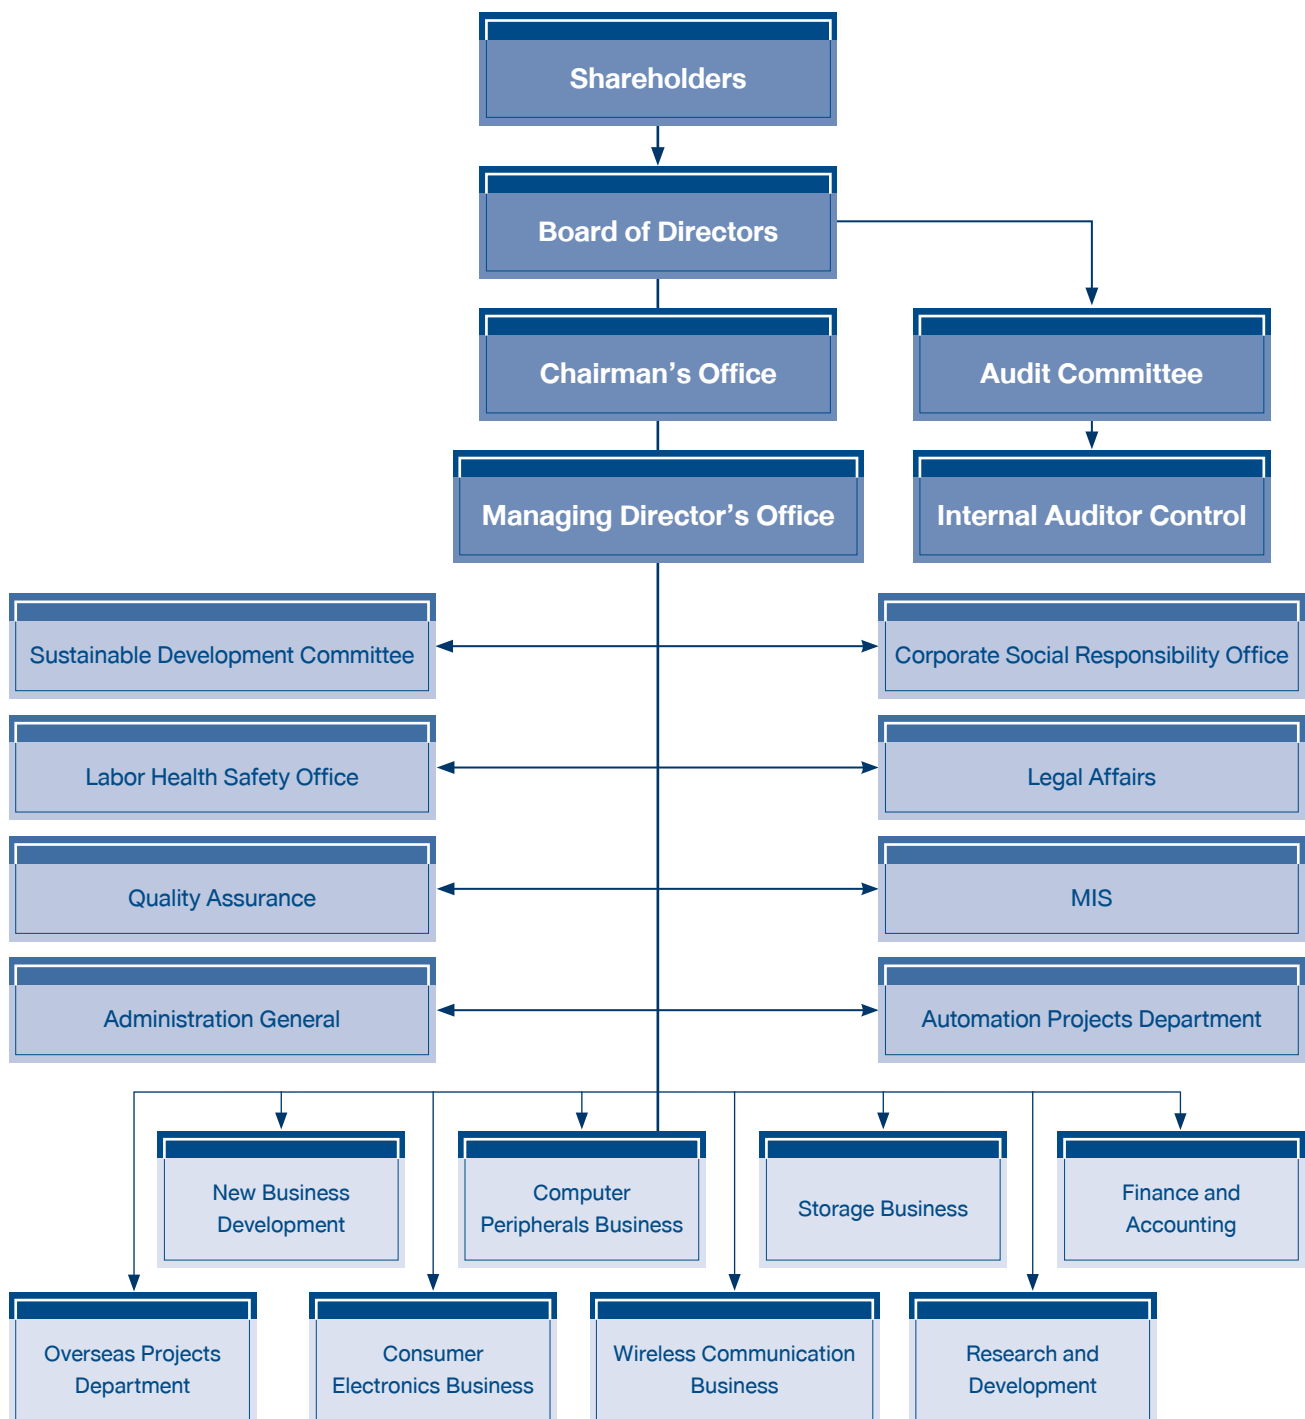 Shareholders
Board of Directors
Chairman’s Office
Audit Committee
Managing Director’s Office
Internal Auditor Control
Sustainable Development Committee
Corporate Social Responsibility Office
Labor Health Safety Office
Legal Affairs
Quality Assurance
MIS
Administration General
Automation Projects Department
New Business
Development
Computer
Peripherals Business
Storage Business
Finance and
Accounting
Overseas Projects
Department
Consumer
Electronics Business
Wireless Communication
Business
Research and
Development